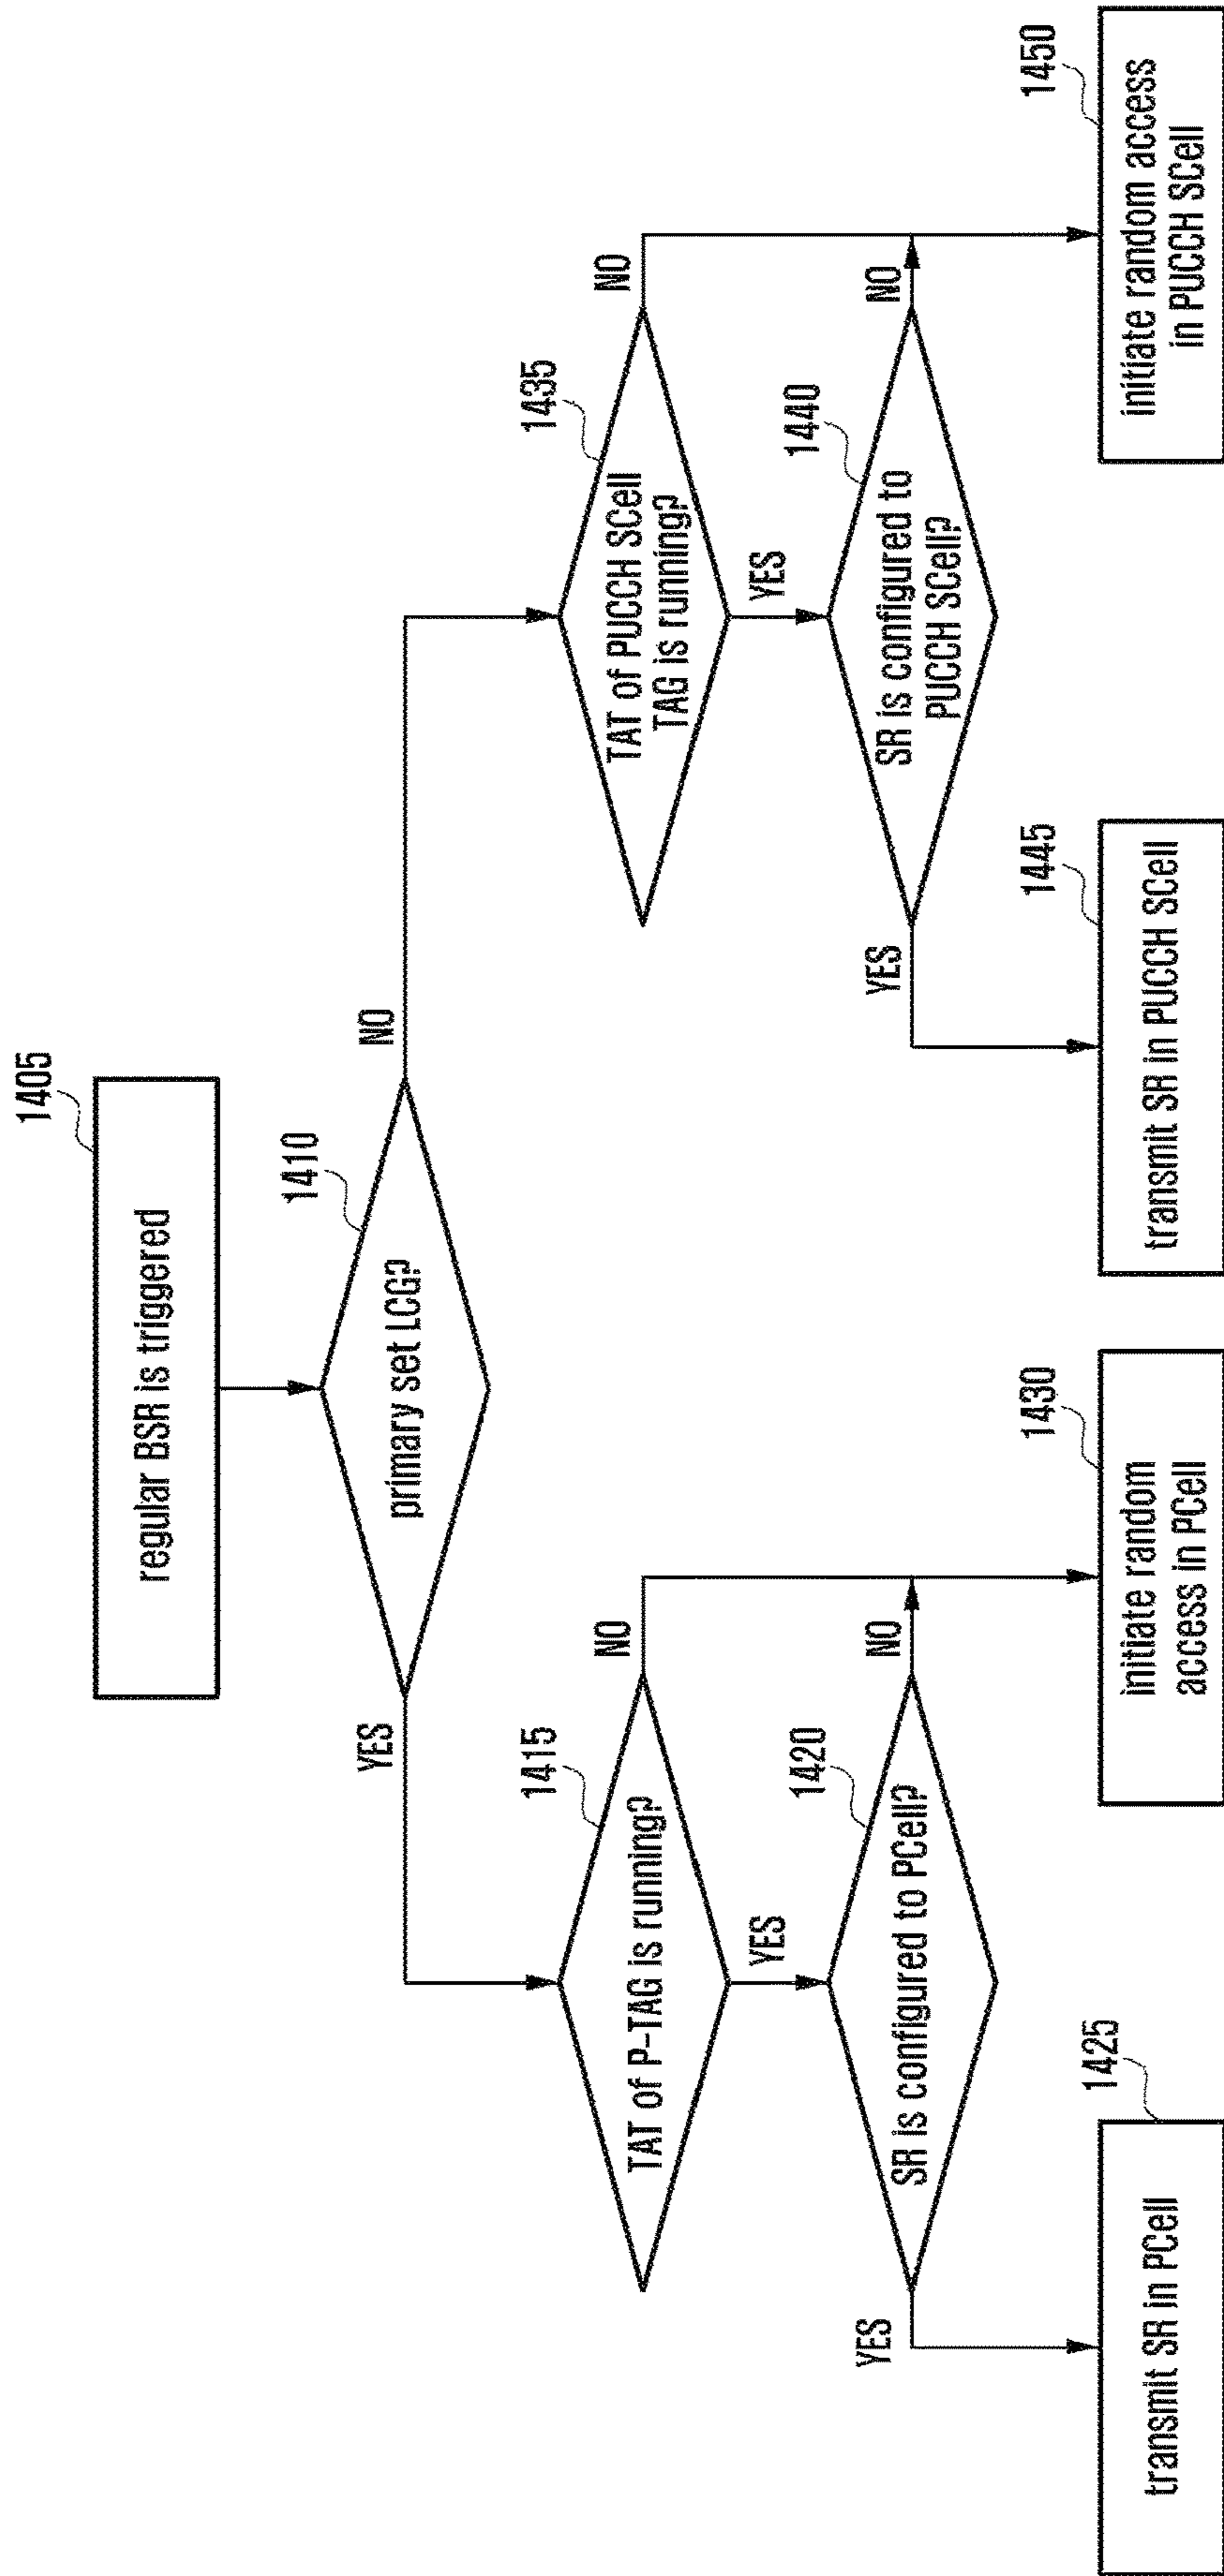 1405
regular BSR is triggered
1410
primary set LCG?
YES
NO
1415
TAT of P-TAG is running?
NO
YES
1420
SR is configured to PCell?
YES
NO
1425
transmit SR in PCell
1430
initiate random
access in PCell
1435
TAT of PUCCH SCell
TAG is running?
NO
YES
1440
SR is configured to
PUCCH SCell?
YES
NO
1445
transmit SR in PUCCH SCell
1450
initiate random access
in PUCCH SCell